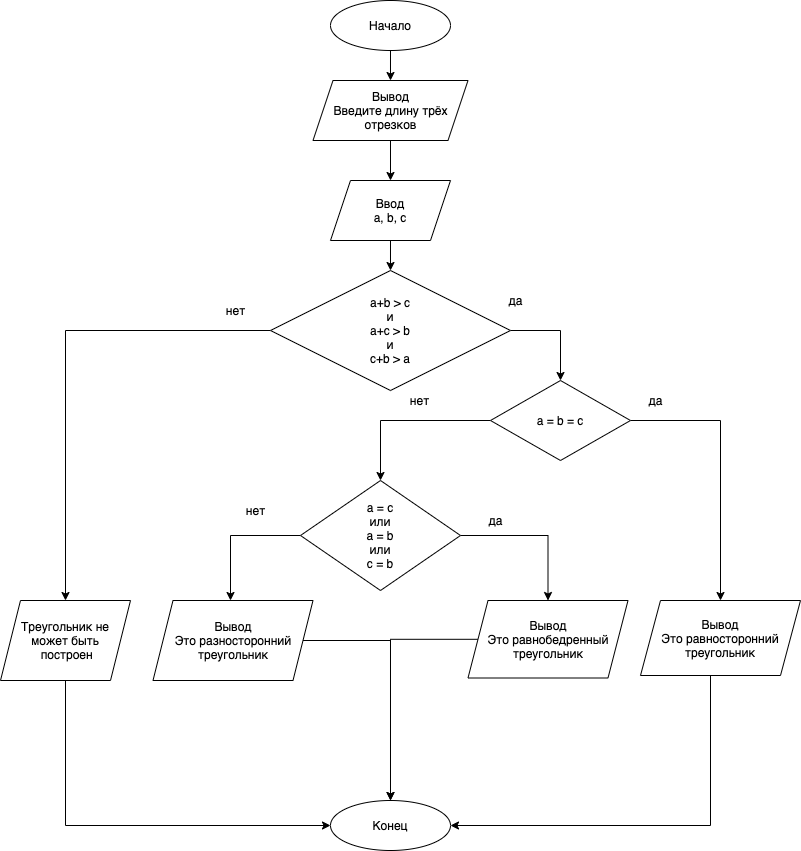 Начало
Вывод
Введите длину трёх
отрезков
Ввод
a, b, c
нет
a+b > c
и
a+c > b
и
c+b > a
да
нет
a = b = c
да
нет
a = c
или
a = b
или
c = b
да
Треугольник не
может быть
построен
Вывод
Это разносторонний
треугольник
Вывод
Это равнобедренный
треугольник
Вывод
Это равносторонний
треугольник
Конец